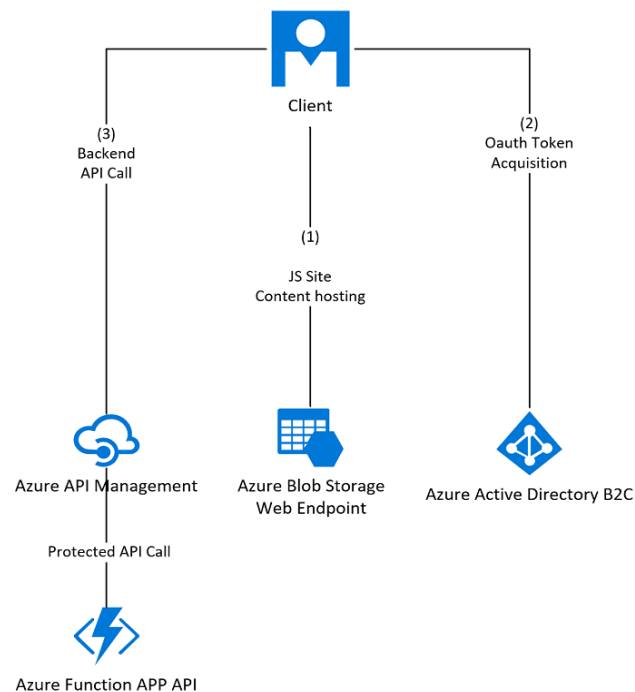 Client
(3)
Backend
API Call
(2)
Oauth Token
Acquisition
(1)
JS Site
Content hosting
Azure API Management
Azure Blob Storage
Web Endpoint
Azure Active Directory B2C
Protected API Call
Azure Function APP API